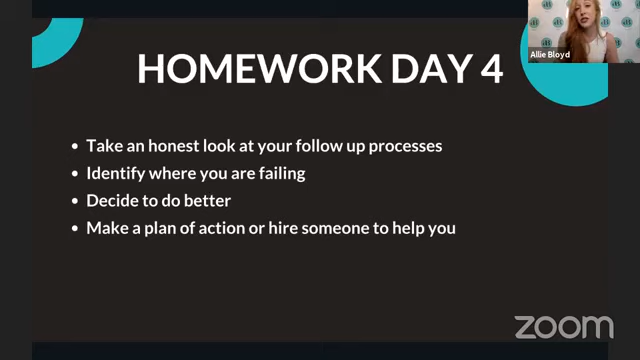 Allie Bloyd
HOMEWORK DAY 4
• Take an honest look at your follow up processes
• Identify where you are failing
• Decide to do better
• Make a plan of action or hire someone to help you
zoom